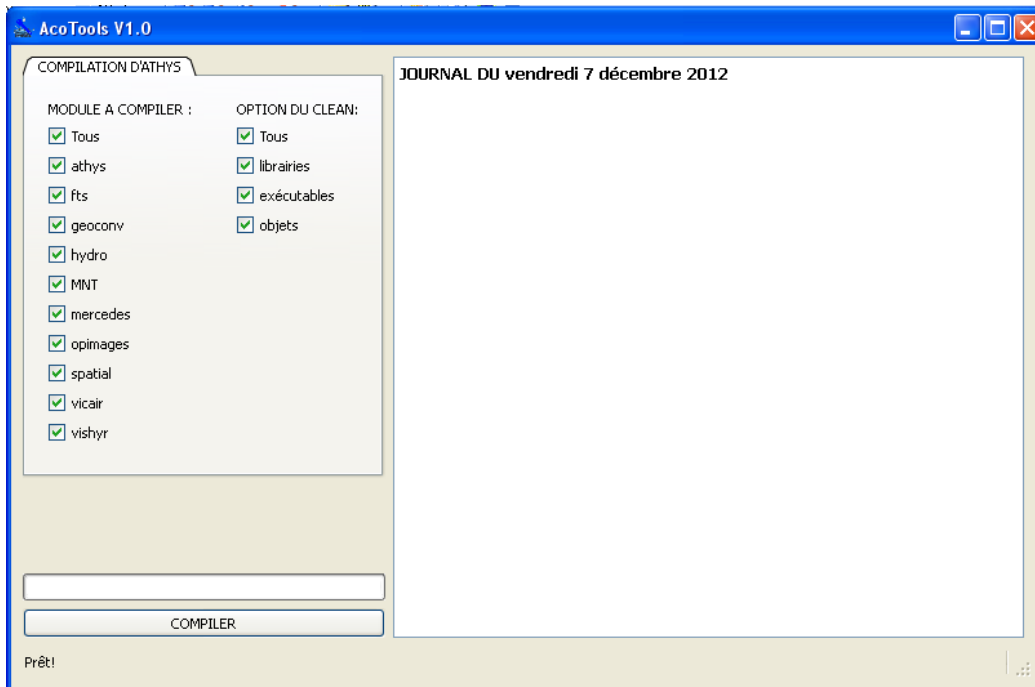 AcoTools V1.0
COMPILATION D'ATHYS
MODULE A COMPILER :
Tous
athys
fts
geoconv
hydro
MNT
mercedes
opimages
spatial
vicair
vishyr
OPTION DU CLEAN:
Tous
librairies
exécutables
objets
COMPILER
Prêt!
JOURNAL DU vendredi 7 décembre 2012